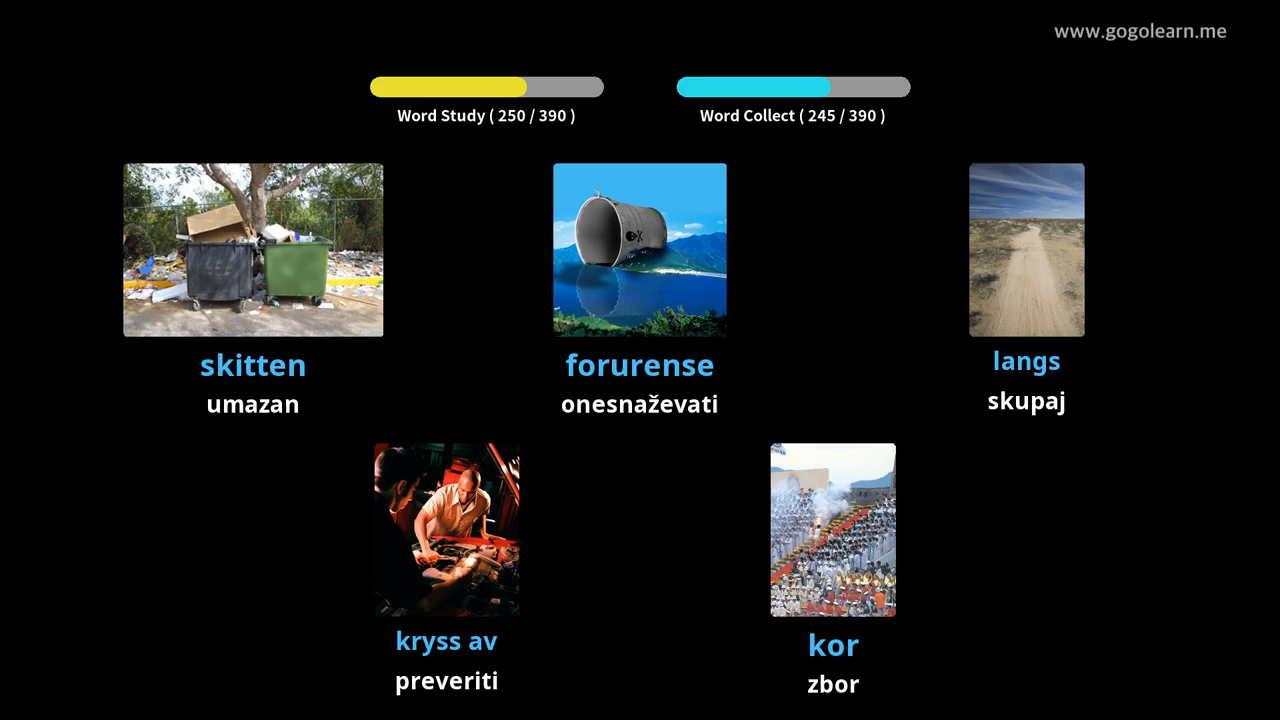 www.gogolearn.me
Word Study ( 250 / 390 )
Word Collect ( 245 / 390 )
skitten
umazan
forurense
onesnaževati
langs
skupaj
kryss av
preveriti
kor
zbor